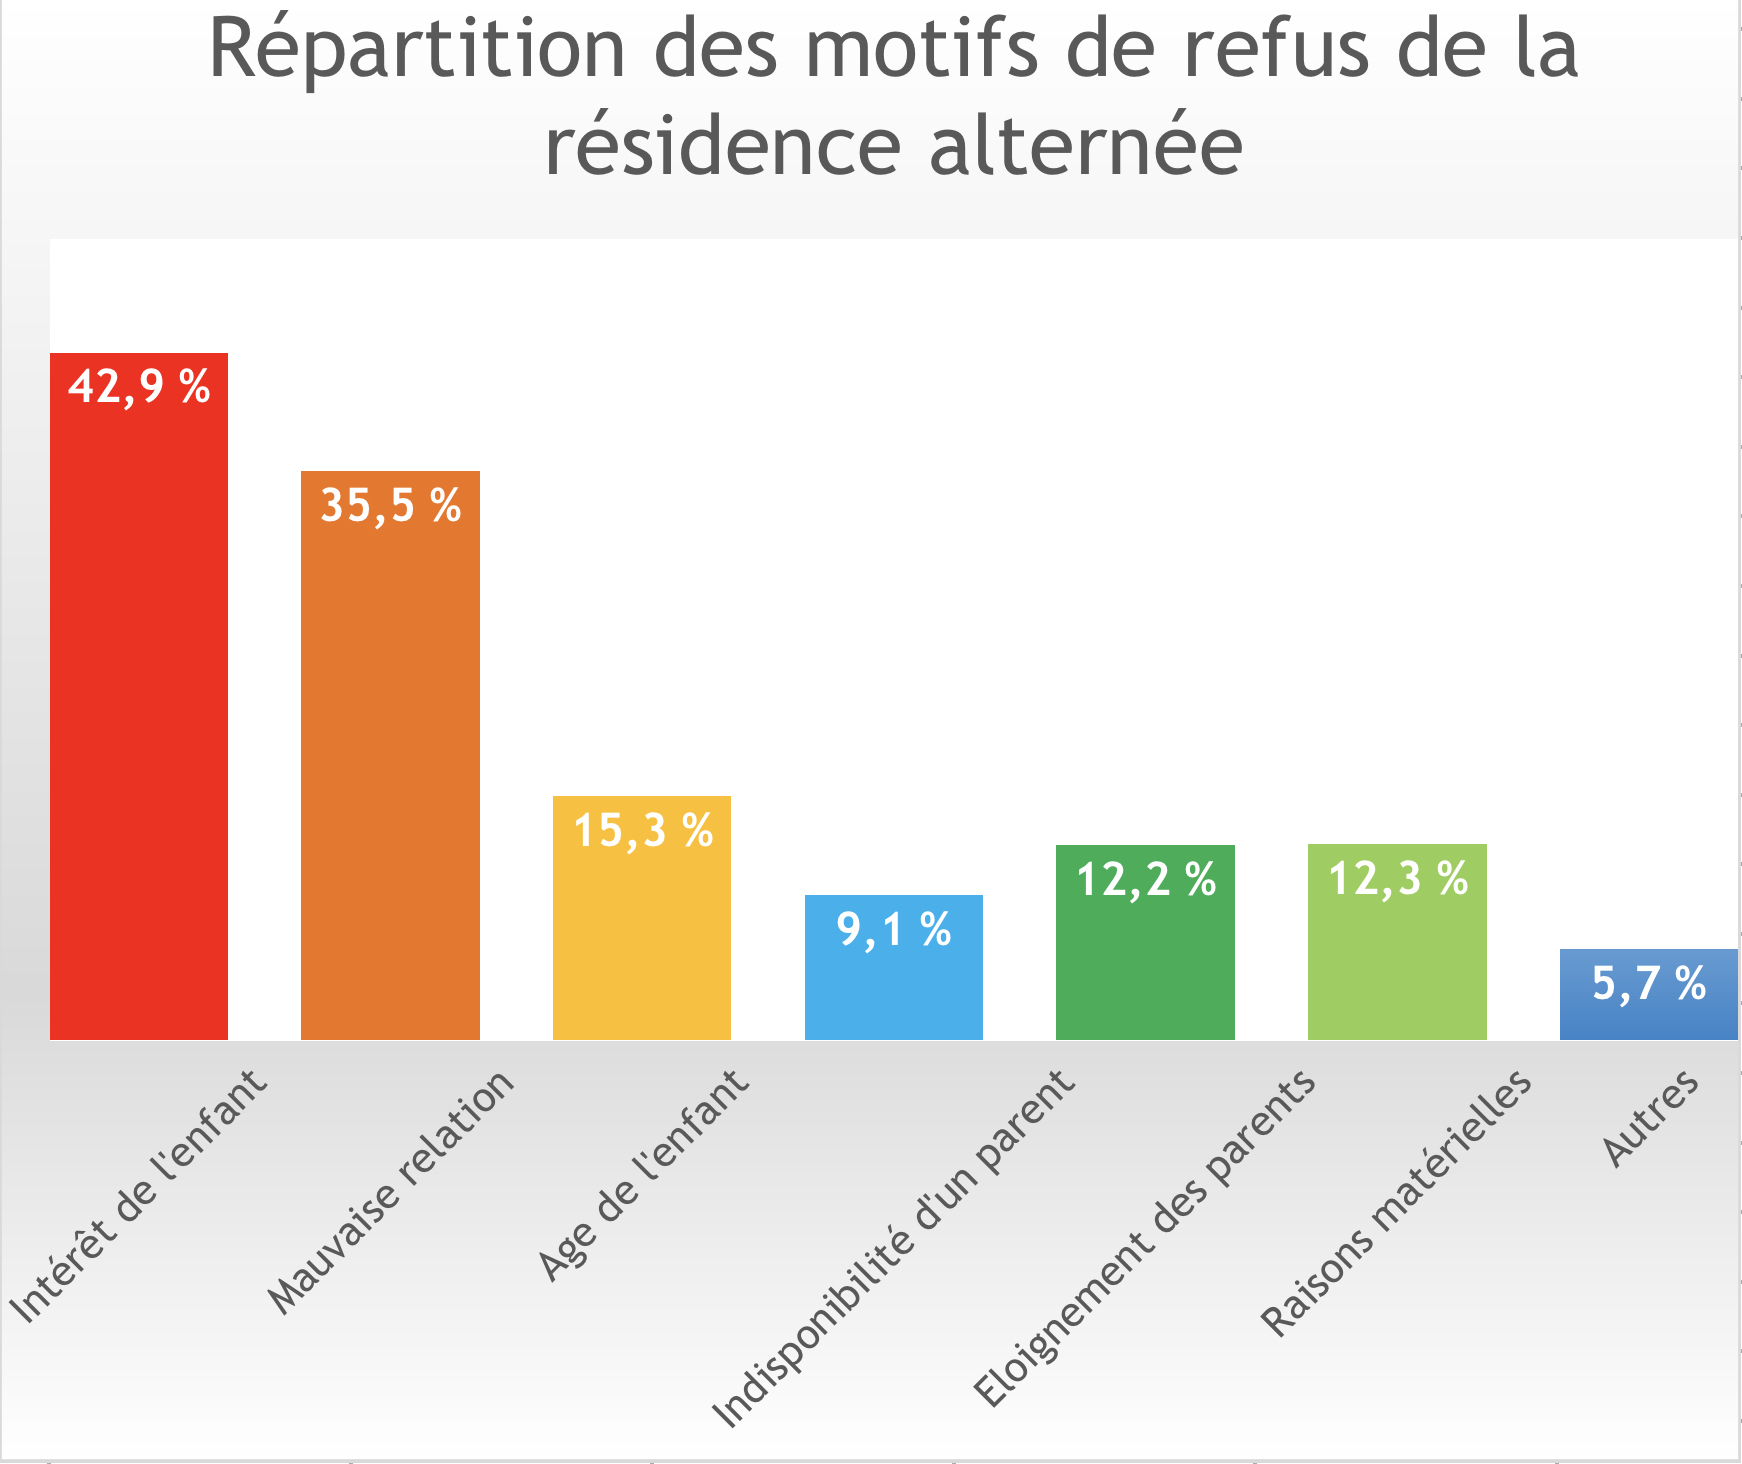 Répartition des motifs de refus de la
résidence alternée
42,9 %
35,5 %
15,3 %
9,1 %
12,2 %
12,3 %
5,7 %
Intérêt de l'enfant
Mauvaise relation
Age de l'enfant
Indisponibilité d'un parent
Eloignement des parents
Raisons matérielles
Autres